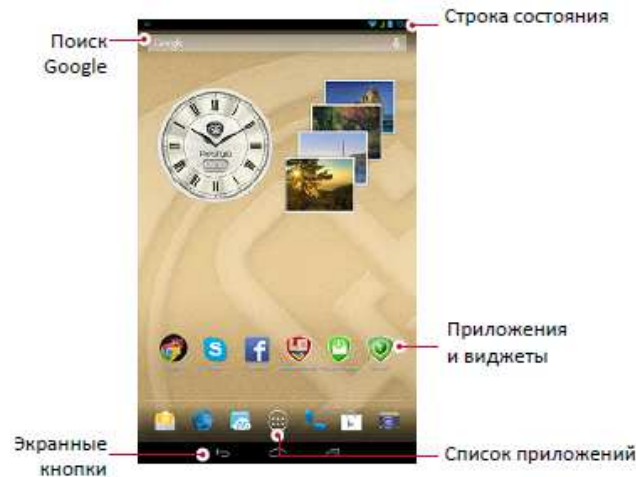 Строка состояния
Поиск
Google
Google
Prestigio
Приложения
и виджеты
Экранные
кнопки
Список приложений